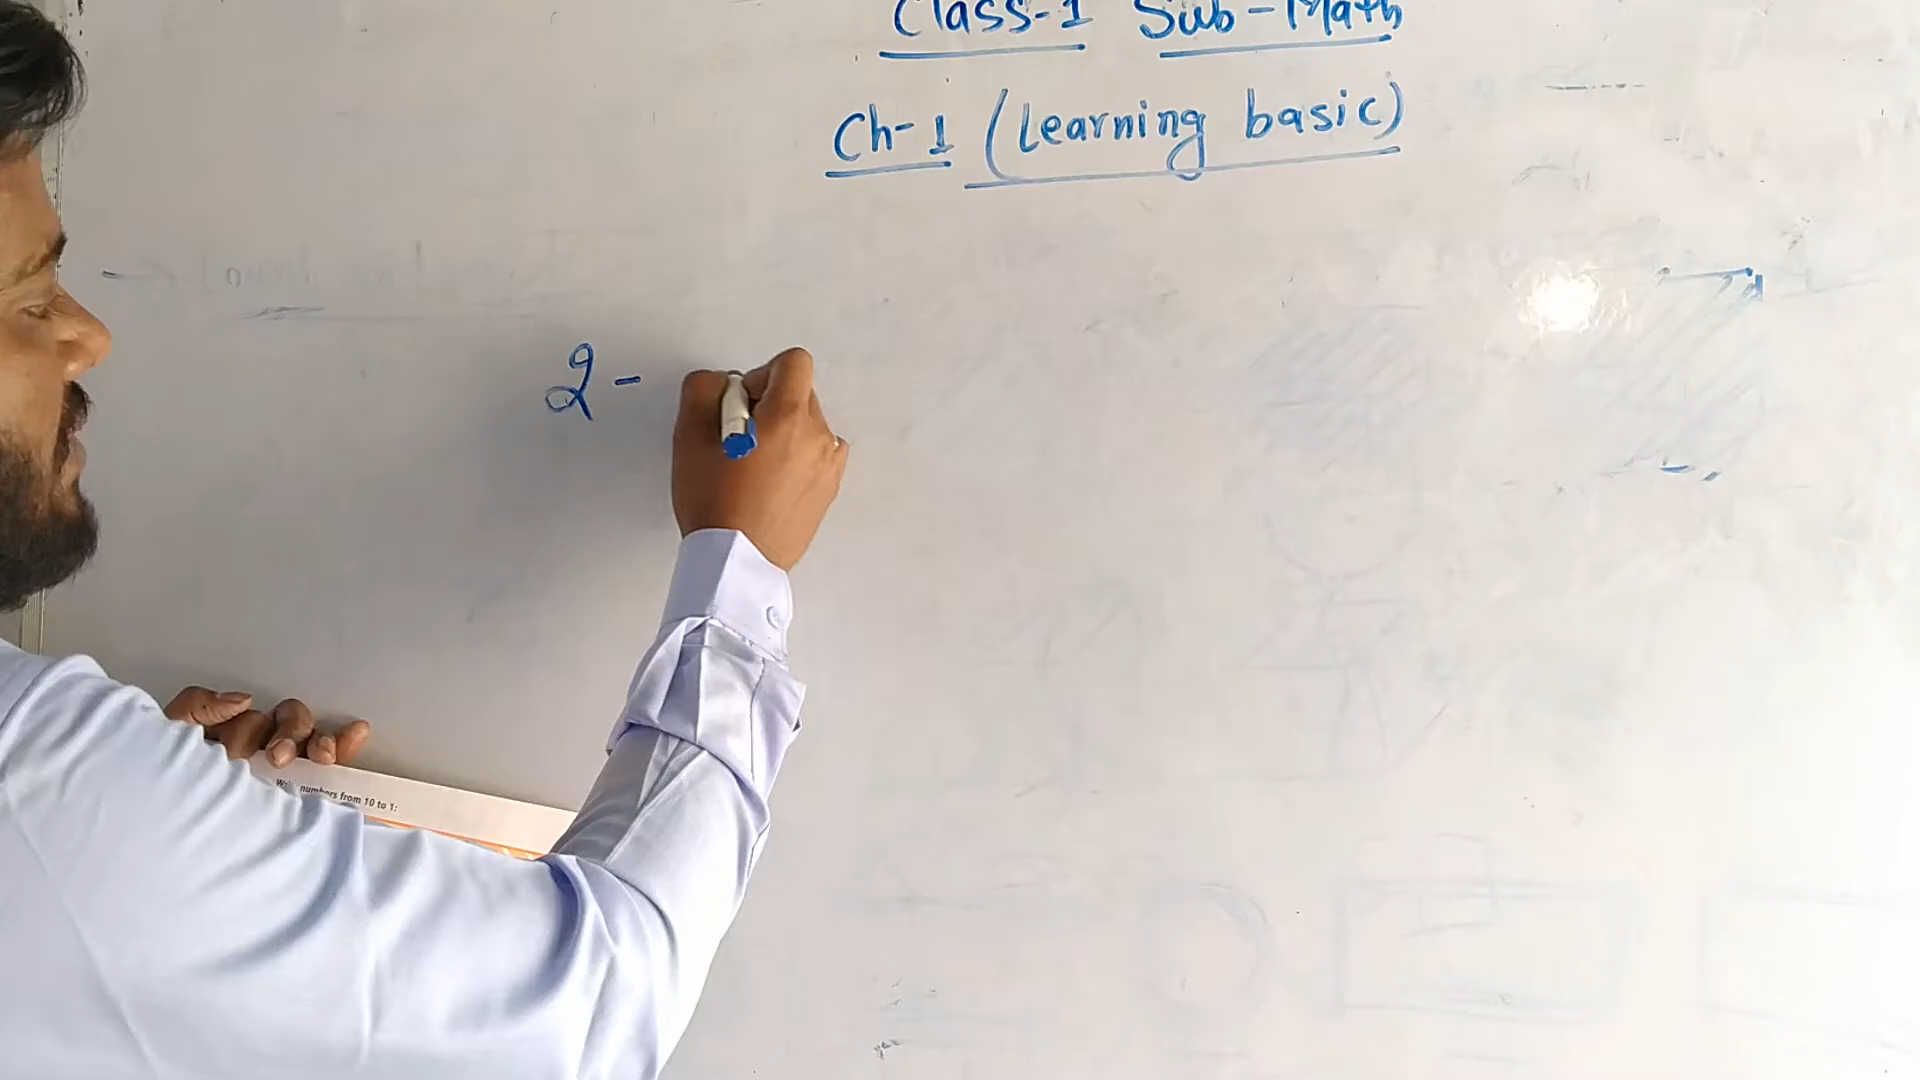 Class-1 Sub-Math
Ch-1 (Learning basic)
2 -
numbers from 10 to 1: